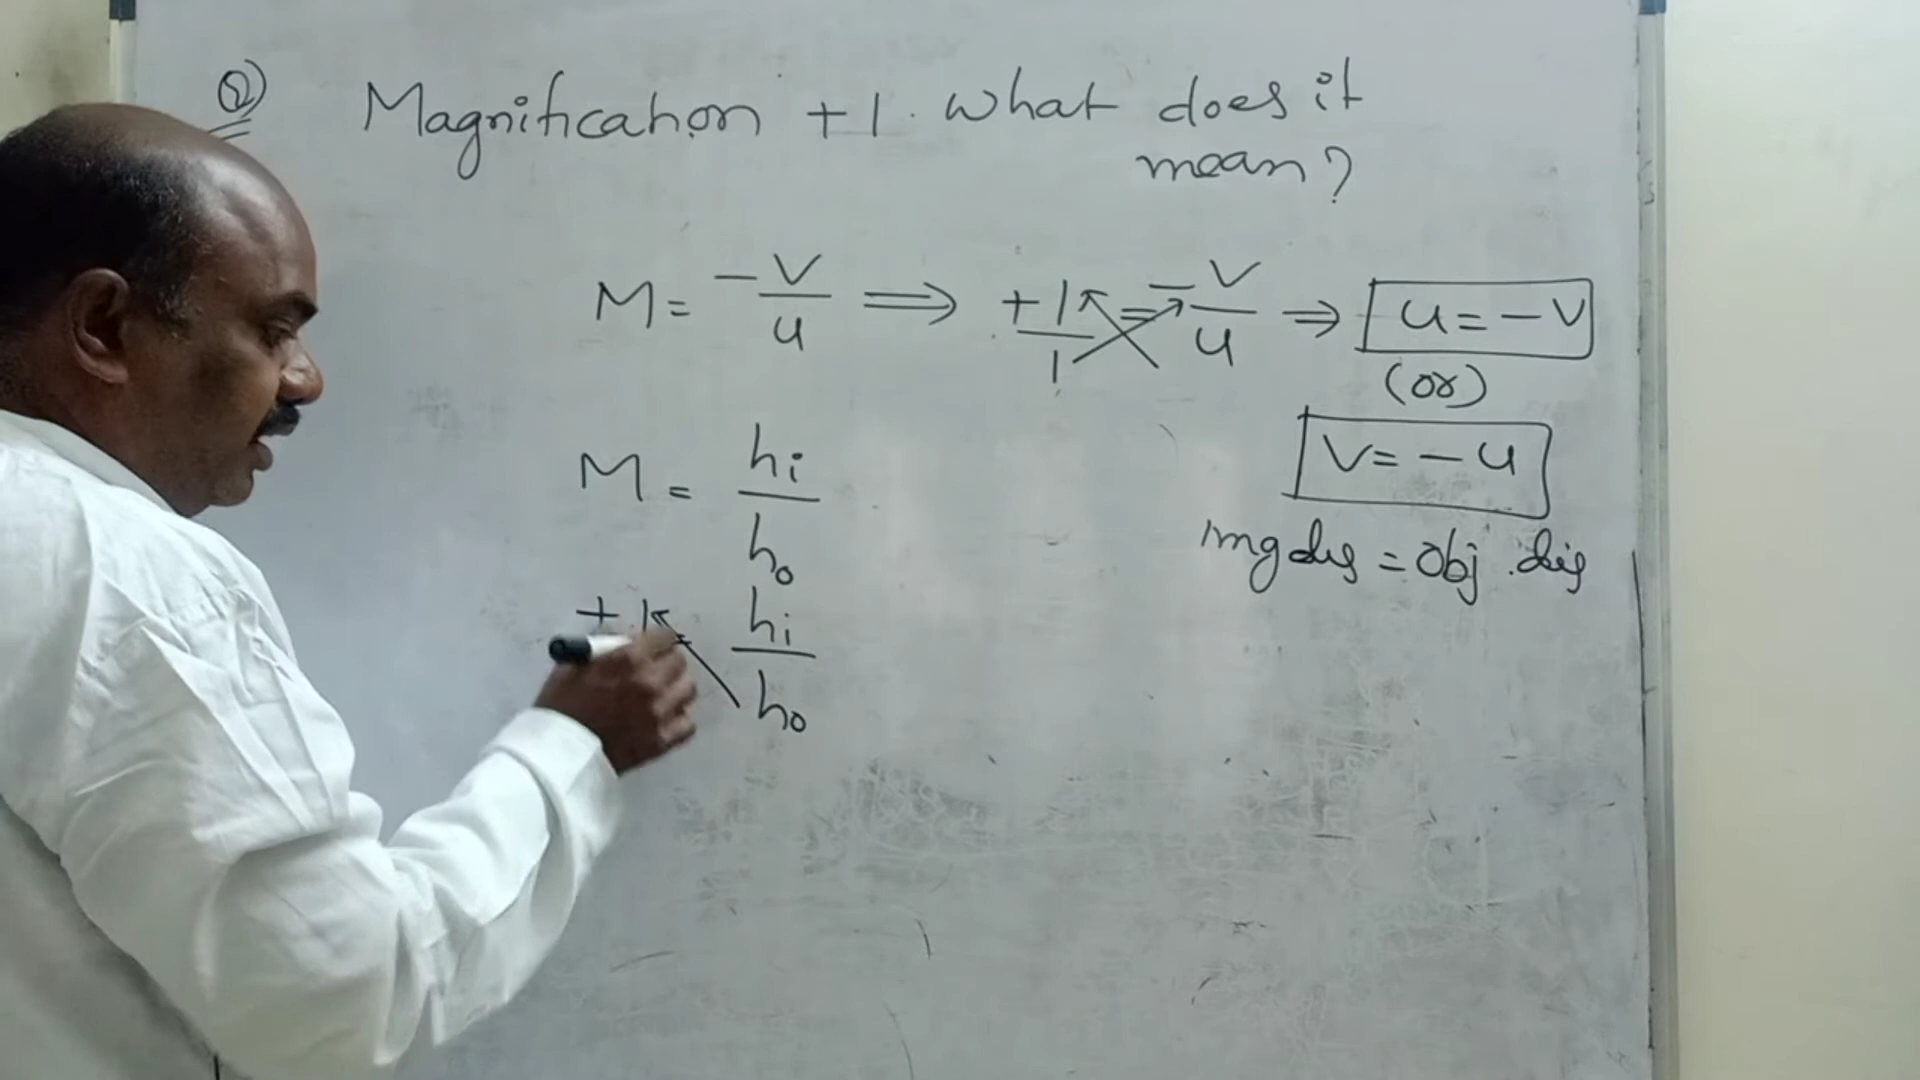 Q) Magnification +1. What does it
mean?
M = -V/u ⟹ +1/1 = -V/u ⇒ u = -V
(or)
V = -u
M = hi/ho
img dis = obj. dis
+1 = hi/ho